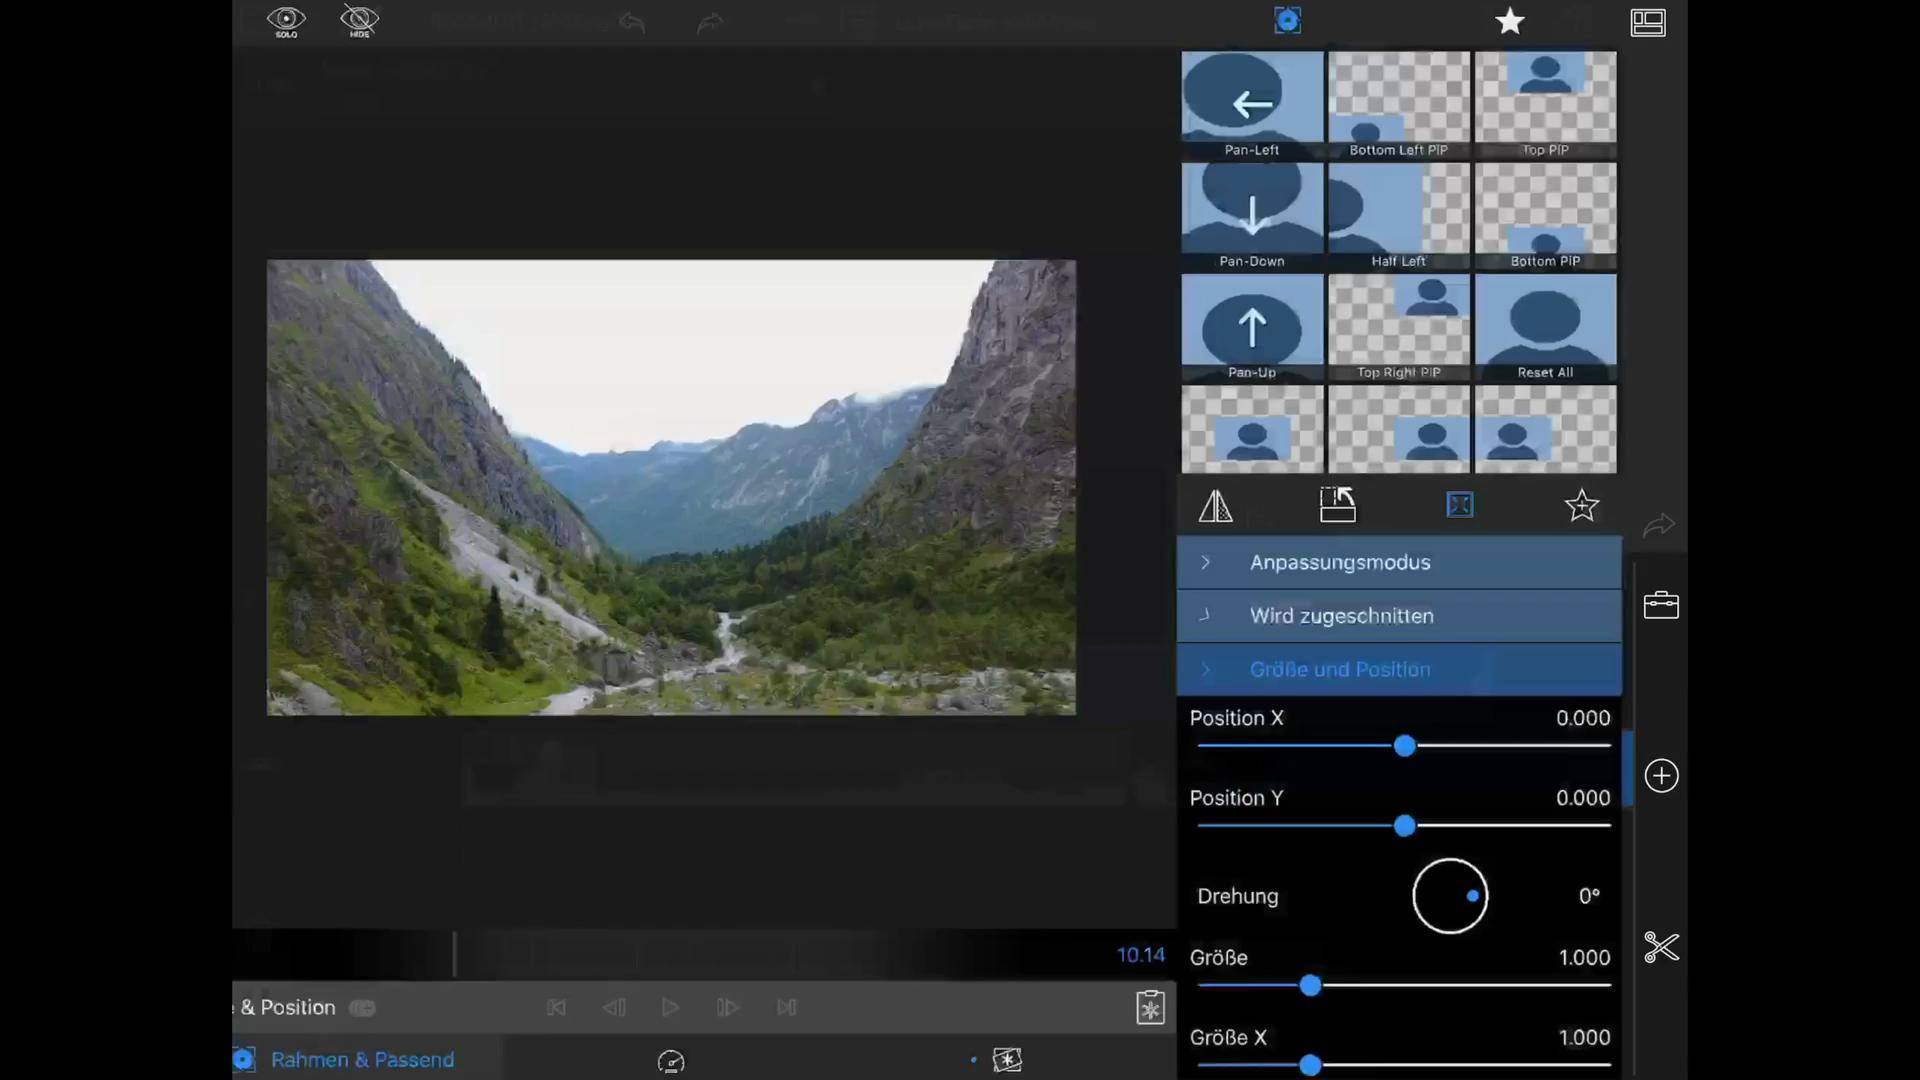 SOLO
HIDE
Pan-Left
Bottom Left PiP
Top PiP
Pan-Down
Half Left
Bottom PiP
Pan-Up
Top Right PiP
Reset All
Anpassungsmodus
Wird zugeschnitten
Größe und Position
Position X
0.000
Position Y
0.000
Drehung
0°
10.14
Größe
1.000
& Position
Größe X
1.000
Rahmen & Passend